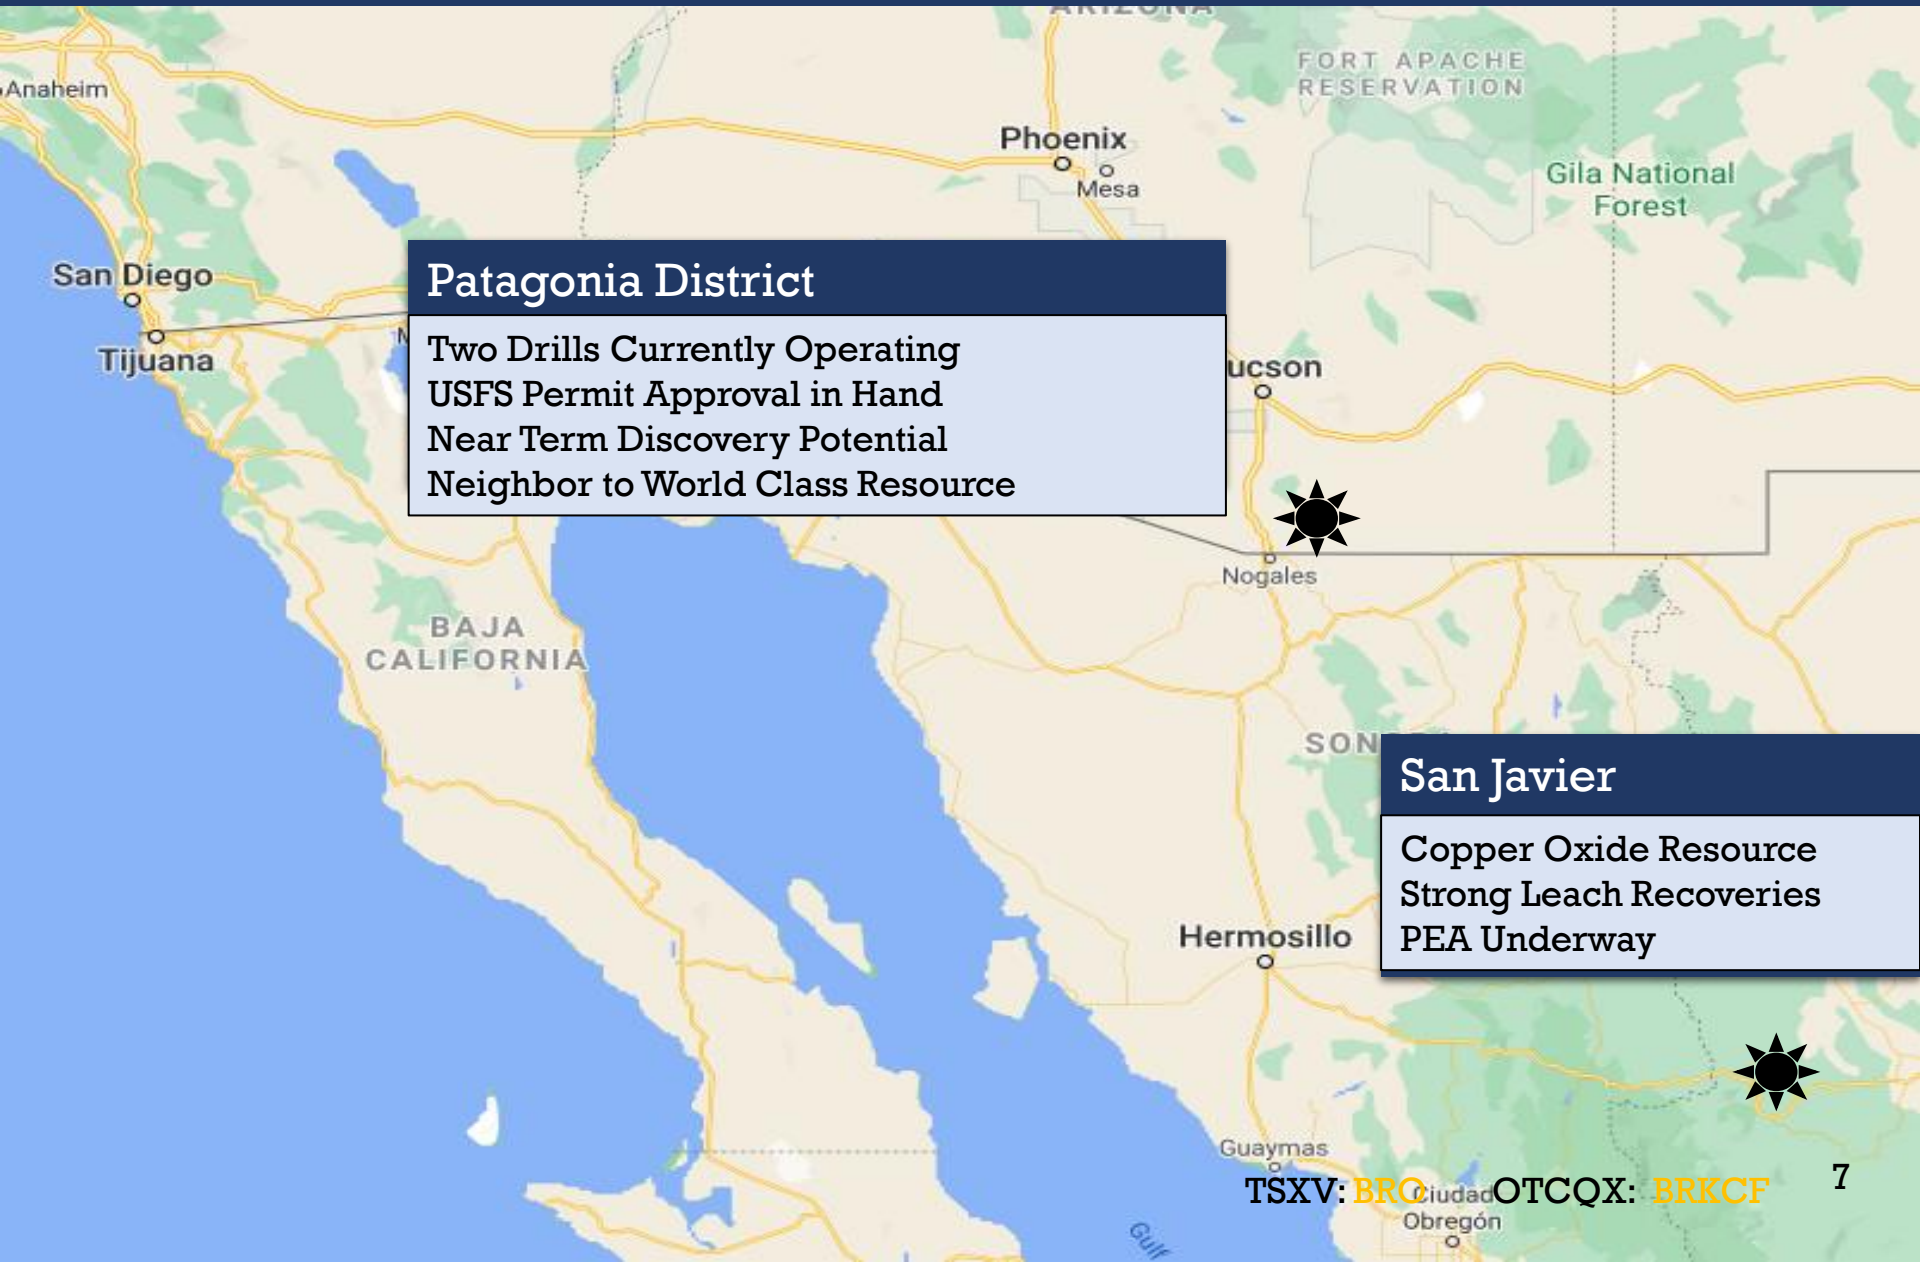 ARIZONA
FORT APACHE
RESERVATION
Anaheim
Phoenix
Mesa
Gila National
Forest
San Diego
Tijuana
Patagonia District
Two Drills Currently Operating
USFS Permit Approval in Hand
Near Term Discovery Potential
Neighbor to World Class Resource
ucson
Nogales
BAJA
CALIFORNIA
SON
San Javier
Copper Oxide Resource
Strong Leach Recoveries
PEA Underway
Hermosillo
Guaymas
TSXV: BRO OTCQX: BRKCF 7
Ciudad
Obregón
Gulf